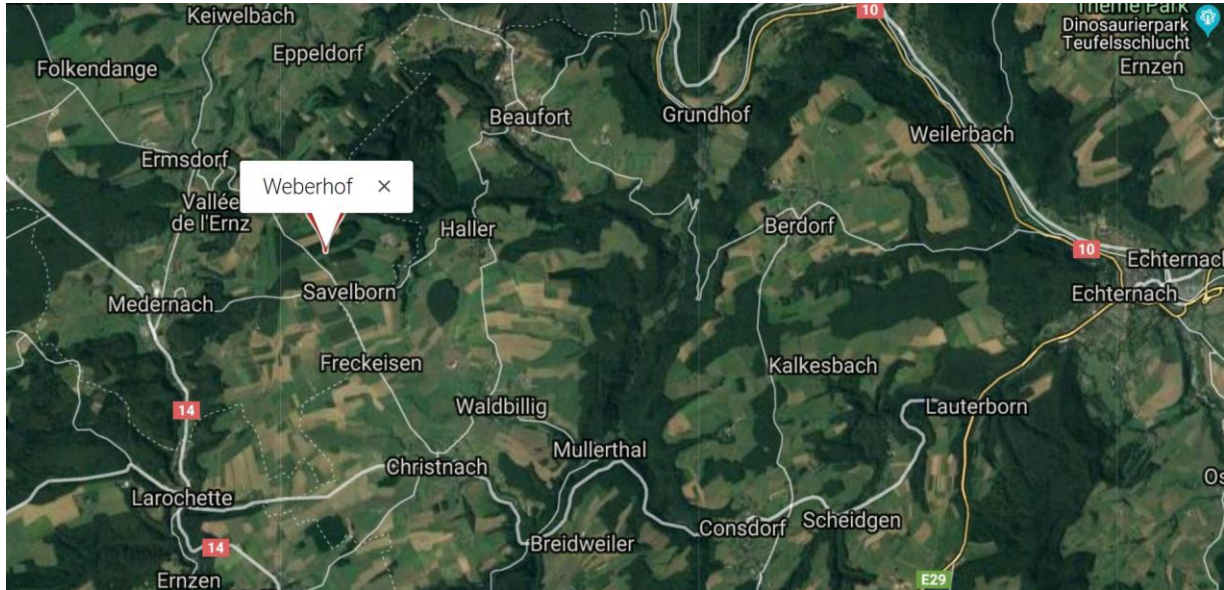 Keiwelbach
10
Theme Park
Dinosaurierpark
Teufelsschlucht
Ernzen
Eppeldorf
Folkendange
Beaufort
Grundhof
Weilerbach
Ermsdorf
Weberhof ×
Vallée
de l'Ernz
Haller
Berdorf
10
Echternach
Medernach
Savelborn
Echternach
Freckeisen
Kalkesbach
14
Waldbillig
Lauterborn
Mullerthal
Christnach
Larochette
Consdorf
Scheidgen
14
Breidweiler
Ernzen
E29